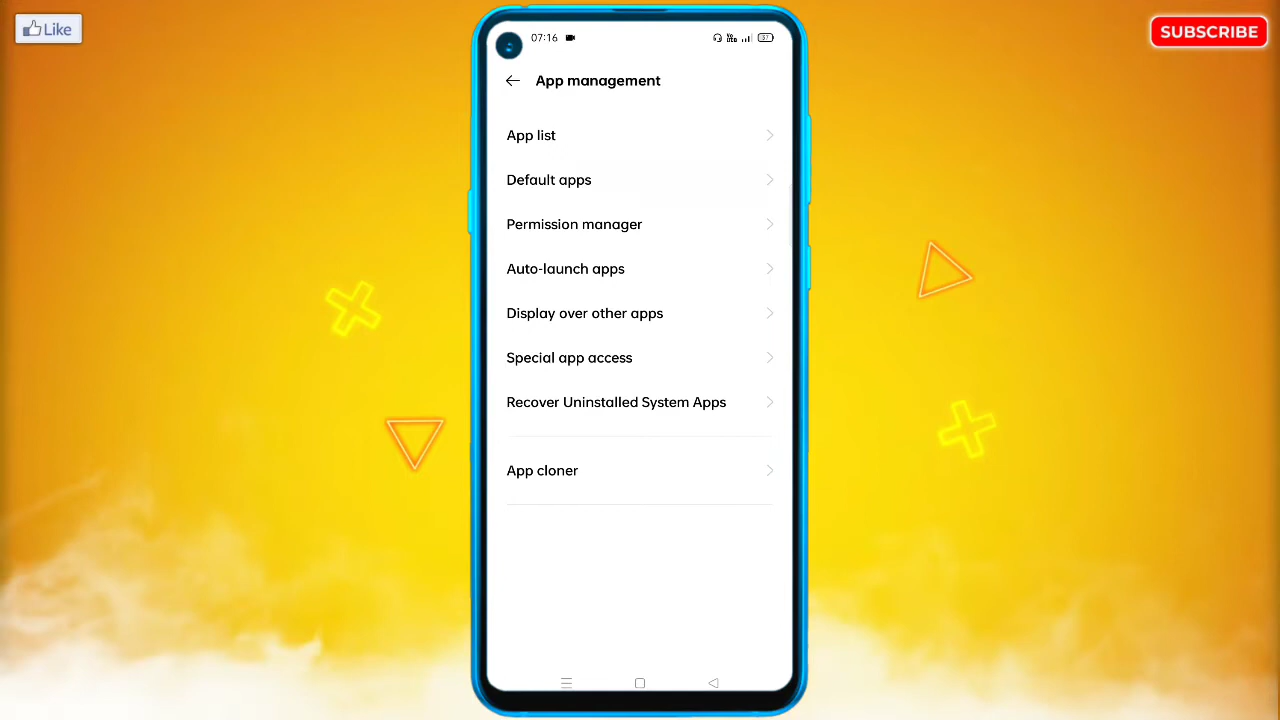 Like
SUBSCRIBE
07:16
App management
App list
Default apps
Permission manager
Auto-launch apps
Display over other apps
Special app access
Recover Uninstalled System Apps
App cloner